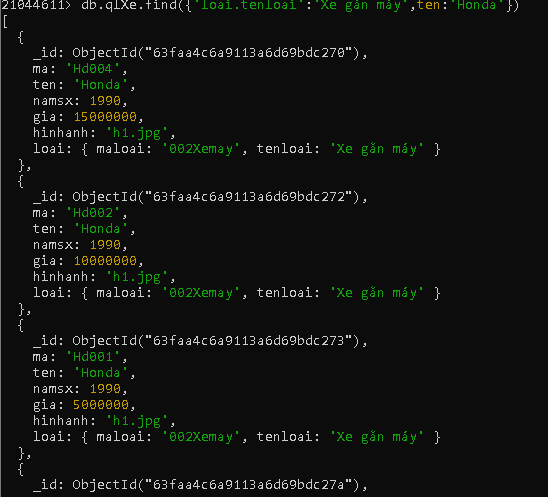 21044611> db.qlXe.find({'loai.tenloai':'Xe gắn máy',ten:'Honda'})
[
  {
    _id: ObjectId("63faa4c6a9113a6d69bdc270"),
    ma: 'Hd004',
    ten: 'Honda',
    namsx: 1990,
    gia: 15000000,
    hinhanh: 'h1.jpg',
    loai: { maloai: '002Xemay', tenloai: 'Xe gắn máy' }
  },
  {
    _id: ObjectId("63faa4c6a9113a6d69bdc272"),
    ma: 'Hd002',
    ten: 'Honda',
    namsx: 1990,
    gia: 10000000,
    hinhanh: 'h1.jpg',
    loai: { maloai: '002Xemay', tenloai: 'Xe gắn máy' }
  },
  {
    _id: ObjectId("63faa4c6a9113a6d69bdc273"),
    ma: 'Hd001',
    ten: 'Honda',
    namsx: 1990,
    gia: 5000000,
    hinhanh: 'h1.jpg',
    loai: { maloai: '002Xemay', tenloai: 'Xe gắn máy' }
  },
  {
    _id: ObjectId("63faa4c6a9113a6d69bdc27a"),